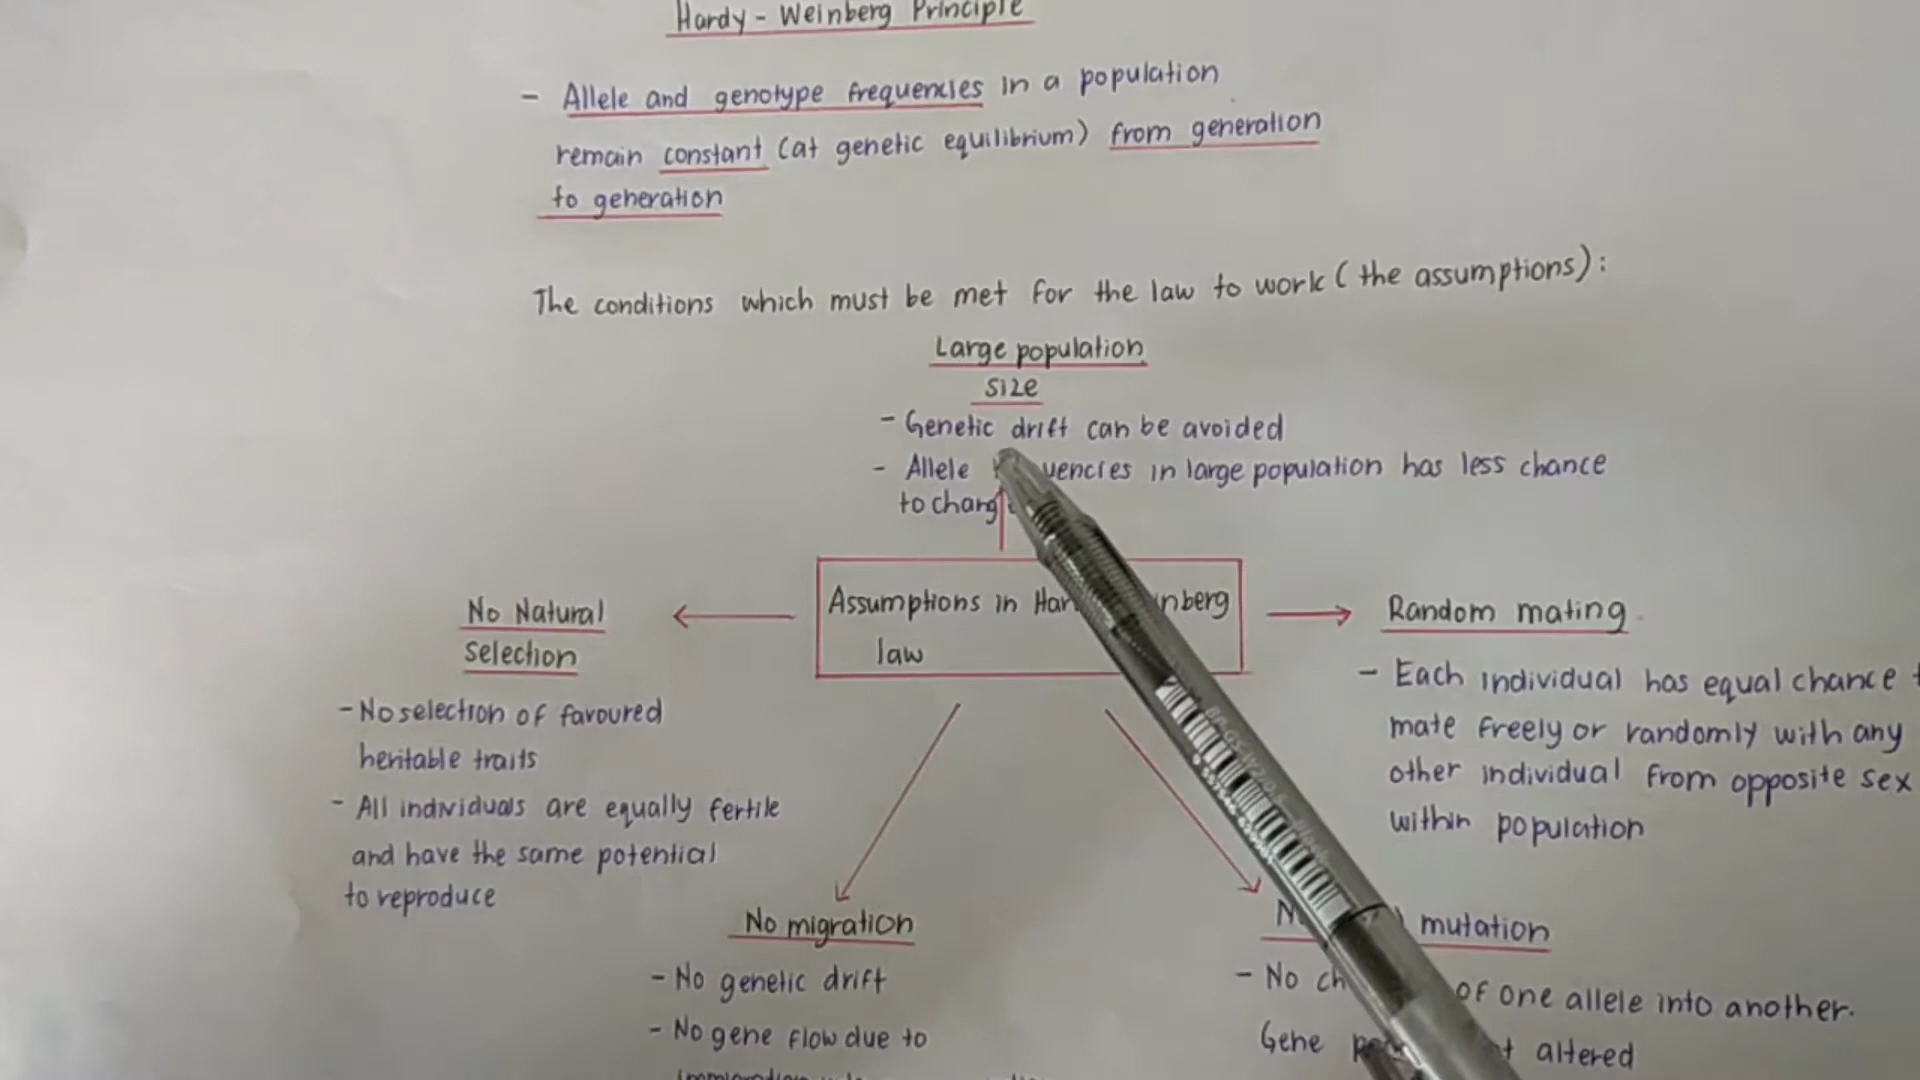 Hardy - Weinberg Principle
- Allele and genotype frequencies in a population
remain constant (at genetic equilibrium) from generation
to generation
The conditions which must be met for the law to work ( the assumptions) :
Large population
size
- Genetic drift can be avoided
- Allele uencies in large population has less chance
to chang
Assumptions in Har nberg
law
No Natural
selection
- No selection of favoured
heritable traits
- All individuals are equally fertile
and have the same potential
to reproduce
Random mating
- Each individual has equal chance
mate freely or randomly with any
other individual from opposite sex
within population
No migration
- No genetic drift
- No gene flow due to
mutation
- No ch of one allele into another.
Gene altered